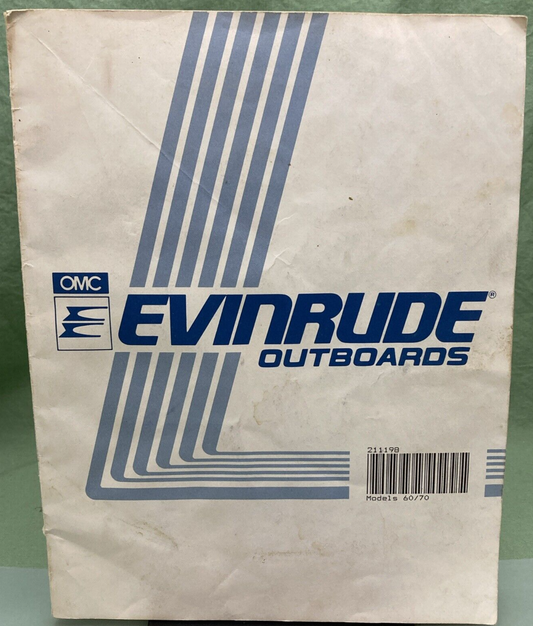 OMC
EVINRUDE®
OUTBOARDS
211198
Models 60/70